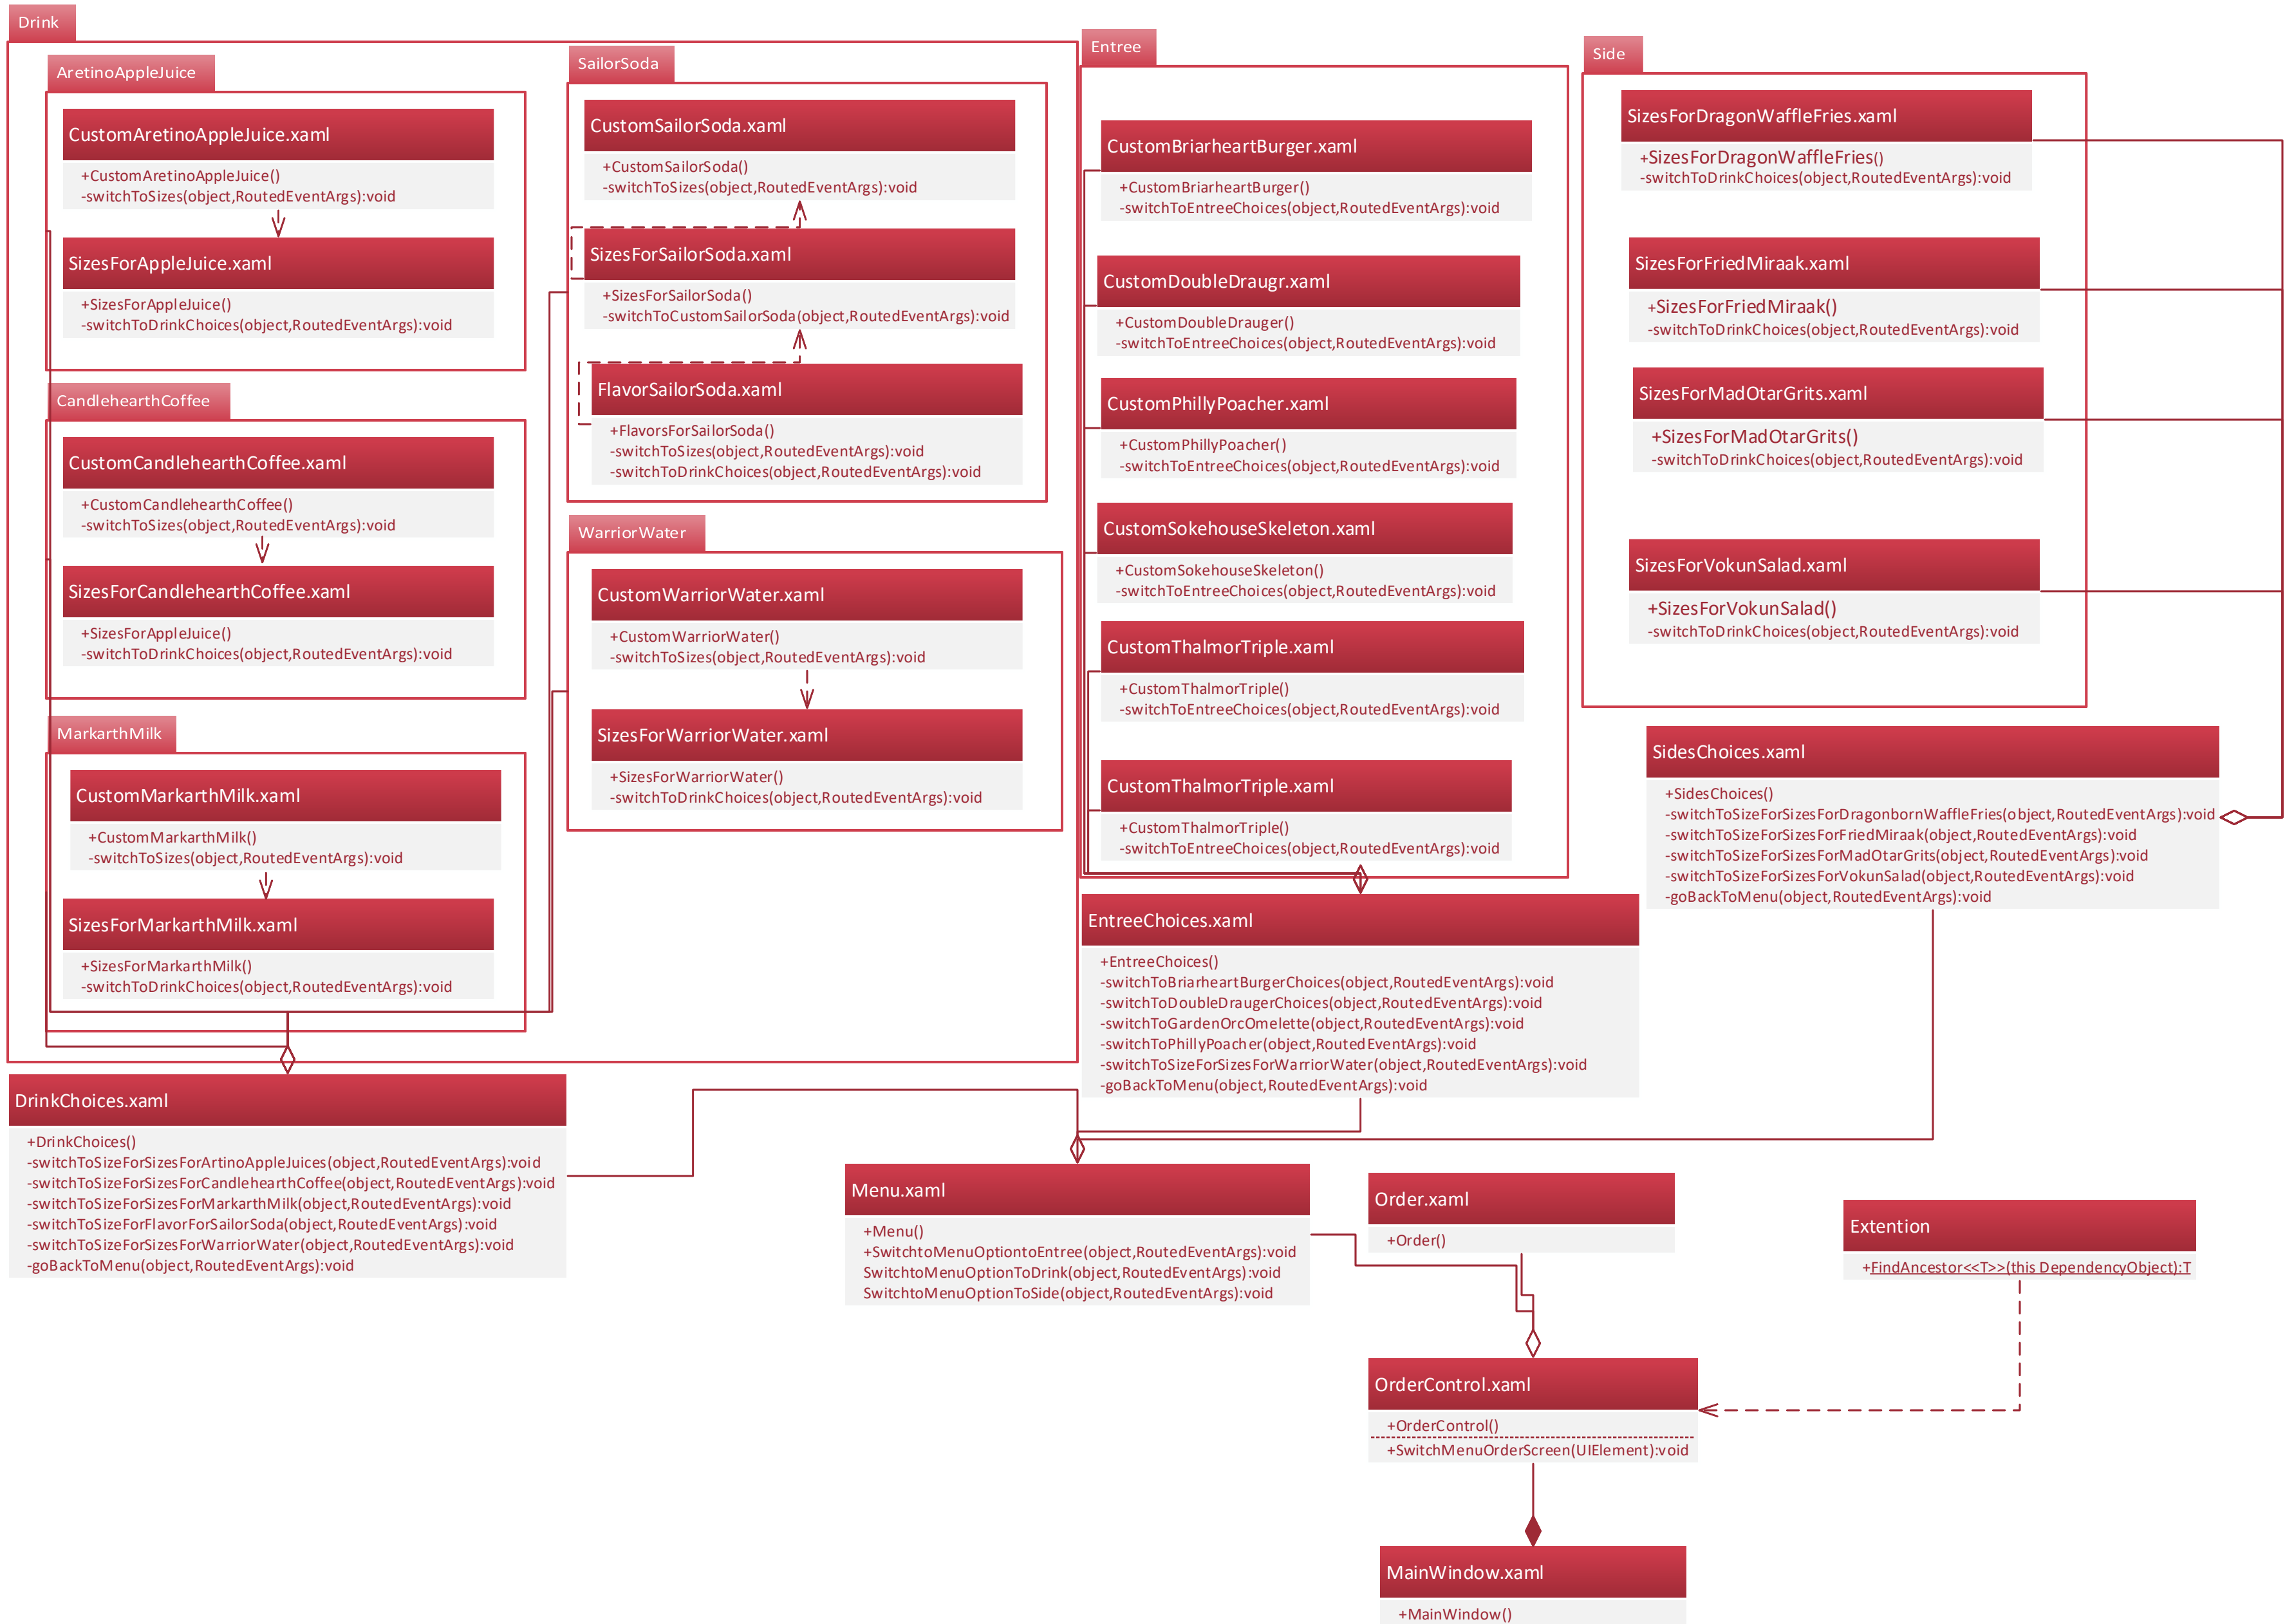 Drink
AretinoAppleJuice
CustomAretinoAppleJuice.xaml
+CustomAretinoAppleJuice()
-switchToSizes(object,RoutedEventArgs):void
SizesForAppleJuice.xaml
+SizesForAppleJuice()
-switchToDrinkChoices(object,RoutedEventArgs):void
CandlehearthCoffee
CustomCandlehearthCoffee.xaml
+CustomCandlehearthCoffee()
-switchToSizes(object,RoutedEventArgs):void
SizesForCandlehearthCoffee.xaml
+SizesForAppleJuice()
-switchToDrinkChoices(object,RoutedEventArgs):void
MarkarthMilk
CustomMarkarthMilk.xaml
+CustomMarkarthMilk()
-switchToSizes(object,RoutedEventArgs):void
SizesForMarkarthMilk.xaml
+SizesForMarkarthMilk()
-switchToDrinkChoices(object,RoutedEventArgs):void
SailorSoda
CustomSailorSoda.xaml
+CustomSailorSoda()
-switchToSizes(object,RoutedEventArgs):void
SizesForSailorSoda.xaml
+SizesForSailorSoda()
-switchToCustomSailorSoda(object,RoutedEventArgs):void
FlavorSailorSoda.xaml
+FlavorsForSailorSoda()
-switchToSizes(object,RoutedEventArgs):void
-switchToDrinkChoices(object,RoutedEventArgs):void
WarriorWater
CustomWarriorWater.xaml
+CustomWarriorWater()
-switchToSizes(object,RoutedEventArgs):void
SizesForWarriorWater.xaml
+SizesForWarriorWater()
-switchToDrinkChoices(object,RoutedEventArgs):void
Entree
CustomBriarheartBurger.xaml
+CustomBriarheartBurger()
-switchToEntreeChoices(object,RoutedEventArgs):void
CustomDoubleDraugr.xaml
+CustomDoubleDrauger()
-switchToEntreeChoices(object,RoutedEventArgs):void
CustomPhillyPoacher.xaml
+CustomPhillyPoacher()
-switchToEntreeChoices(object,RoutedEventArgs):void
CustomSokehouseSkeleton.xaml
+CustomSokehouseSkeleton()
-switchToEntreeChoices(object,RoutedEventArgs):void
CustomThalmorTriple.xaml
+CustomThalmorTriple()
-switchToEntreeChoices(object,RoutedEventArgs):void
CustomThalmorTriple.xaml
+CustomThalmorTriple()
-switchToEntreeChoices(object,RoutedEventArgs):void
Side
SizesForDragonWaffleFries.xaml
+SizesForDragonWaffleFries()
-switchToDrinkChoices(object,RoutedEventArgs):void
SizesForFriedMiraak.xaml
+SizesForFriedMiraak()
-switchToDrinkChoices(object,RoutedEventArgs):void
SizesForMadOtarGrits.xaml
+SizesForMadOtarGrits()
-switchToDrinkChoices(object,RoutedEventArgs):void
SizesForVokunSalad.xaml
+SizesForVokunSalad()
-switchToDrinkChoices(object,RoutedEventArgs):void
SidesChoices.xaml
+SidesChoices()
-switchToSizeForSizesForDragonbornWaffleFries(object,RoutedEventArgs):void
-switchToSizeForSizesForFriedMiraak(object,RoutedEventArgs):void
-switchToSizeForSizesForMadOtarGrits(object,RoutedEventArgs):void
-switchToSizeForSizesForVokunSalad(object,RoutedEventArgs):void
-goBackToMenu(object,RoutedEventArgs):void
EntreeChoices.xaml
+EntreeChoices()
-switchToBriarheartBurgerChoices(object,RoutedEventArgs):void
-switchToDoubleDraugerChoices(object,RoutedEventArgs):void
-switchToGardenOrcOmelette(object,RoutedEventArgs):void
-switchToPhillyPoacher(object,RoutedEventArgs):void
-switchToSizeForSizesForWarriorWater(object,RoutedEventArgs):void
-goBackToMenu(object,RoutedEventArgs):void
DrinkChoices.xaml
+DrinkChoices()
-switchToSizeForSizesForArtinoAppleJuices(object,RoutedEventArgs):void
-switchToSizeForSizesForCandlehearthCoffee(object,RoutedEventArgs):void
-switchToSizeForSizesForMarkarthMilk(object,RoutedEventArgs):void
-switchToSizeForFlavorForSailorSoda(object,RoutedEventArgs):void
-switchToSizeForSizesForWarriorWater(object,RoutedEventArgs):void
-goBackToMenu(object,RoutedEventArgs):void
Menu.xaml
+Menu()
+SwitchtoMenuOptiontoEntree(object,RoutedEventArgs):void
SwitchtoMenuOptionToDrink(object,RoutedEventArgs):void
SwitchtoMenuOptionToSide(object,RoutedEventArgs):void
Order.xaml
+Order()
Extention
+FindAncestor<<T>>(this DependencyObject):T
OrderControl.xaml
+OrderControl()
+SwitchMenuOrderScreen(UIElement):void
MainWindow.xaml
+MainWindow()